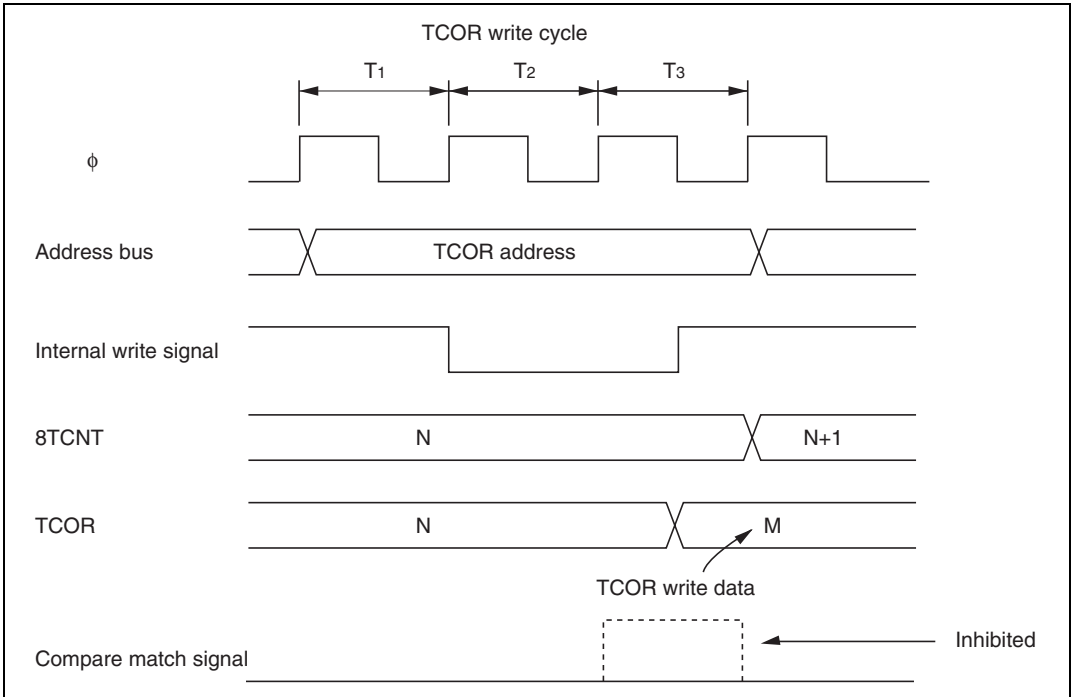 TCOR write cycle
T1 T2 T3
φ
Address bus TCOR address
Internal write signal
8TCNT N N+1
TCOR N M
TCOR write data
Inhibited
Compare match signal